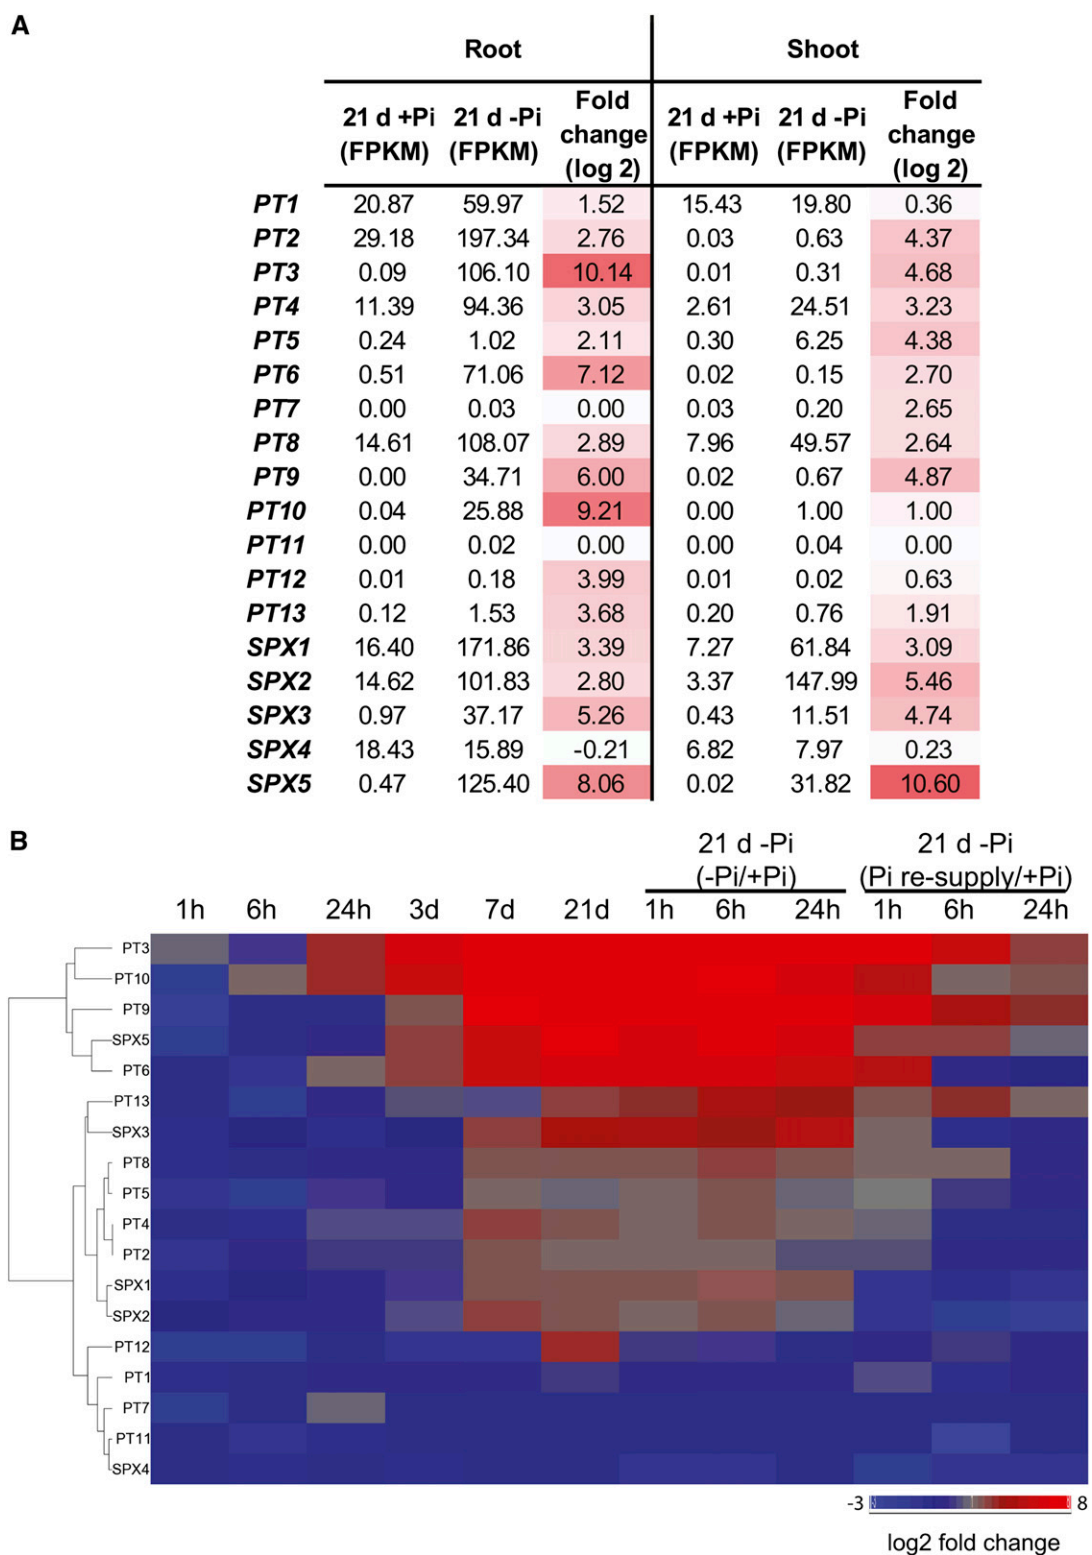 A
Root Shoot
21 d +Pi (FPKM) 21 d -Pi (FPKM) Fold change (log 2) 21 d +Pi (FPKM) 21 d -Pi (FPKM) Fold change (log 2)
PT1 20.87 59.97 1.52 15.43 19.80 0.36
PT2 29.18 197.34 2.76 0.03 0.63 4.37
PT3 0.09 106.10 10.14 0.01 0.31 4.68
PT4 11.39 94.36 3.05 2.61 24.51 3.23
PT5 0.24 1.02 2.11 0.30 6.25 4.38
PT6 0.51 71.06 7.12 0.02 0.15 2.70
PT7 0.00 0.03 0.00 0.03 0.20 2.65
PT8 14.61 108.07 2.89 7.96 49.57 2.64
PT9 0.00 34.71 6.00 0.02 0.67 4.87
PT10 0.04 25.88 9.21 0.00 1.00 1.00
PT11 0.00 0.02 0.00 0.00 0.04 0.00
PT12 0.01 0.18 3.99 0.01 0.02 0.63
PT13 0.12 1.53 3.68 0.20 0.76 1.91
SPX1 16.40 171.86 3.39 7.27 61.84 3.09
SPX2 14.62 101.83 2.80 3.37 147.99 5.46
SPX3 0.97 37.17 5.26 0.43 11.51 4.74
SPX4 18.43 15.89 -0.21 6.82 7.97 0.23
SPX5 0.47 125.40 8.06 0.02 31.82 10.60
B
21 d -Pi 21 d -Pi
(-Pi/+Pi) (Pi re-supply/+Pi)
1h 6h 24h 3d 7d 21d 1h 6h 24h 1h 6h 24h
PT3
PT10
PT9
SPX5
PT6
PT13
SPX3
PT8
PT5
PT4
PT2
SPX1
SPX2
PT12
PT1
PT7
PT11
SPX4
-3 8
log2 fold change